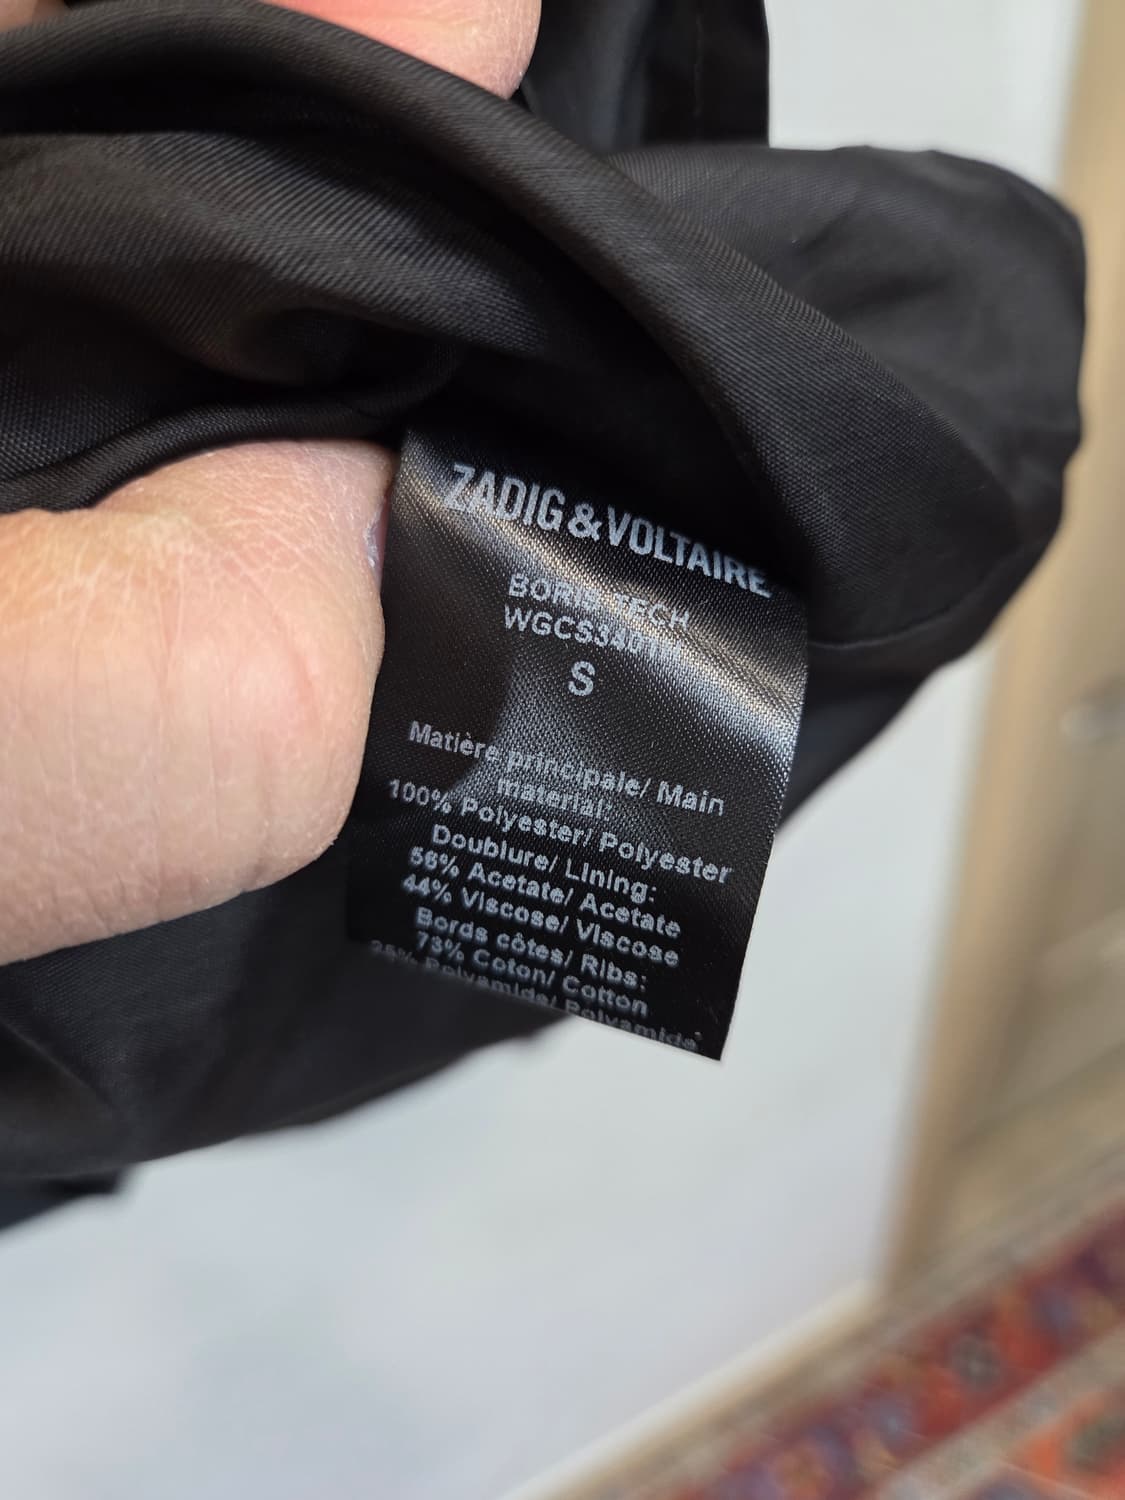 ZADIG&VOLTAIRE
TECH
S
Matière principale/ Main
material:
100% Polyester/ Polyester
Doublure/ Lining:
56% Acetate/ Acetate
44% Viscose/ Viscose
Bords côtes/ Ribs:
73% Coton/ Cotton
Polyamide/ Polyamide